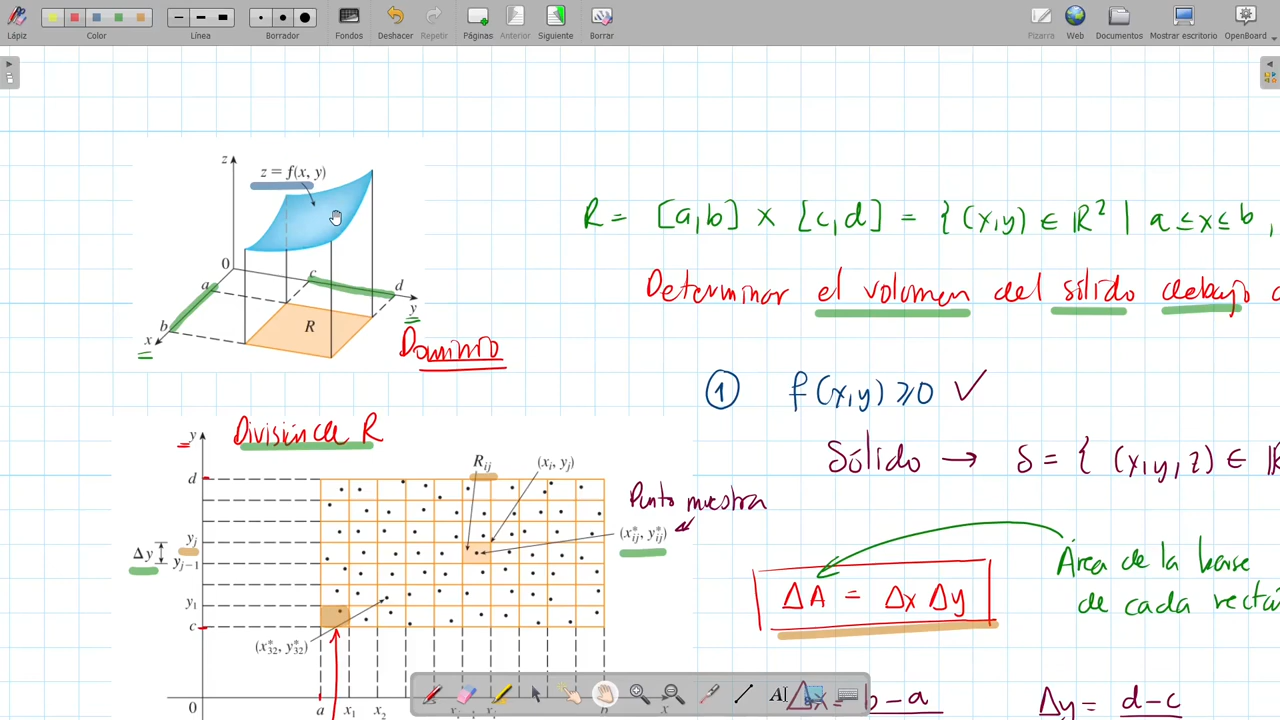 Lápiz Color Línea Borrador Fondos Deshacer Repetir Páginas Anterior Siguiente Borrar Pizarra Web Documentos Mostrar escritorio OpenBoard
z
z = f(x, y)
0
a
b
c
d
x
y
R
Dominio
R = [a,b] × [c,d] = { (x,y) ∈ ℝ² | a ≤ x ≤ b ,
Determinar el volumen del sólido debajo
① f(x,y) ≥ 0 ✓
Sólido → S = { (x,y,z) ∈
División de R
y
R_ij
(x_i, y_j)
d
Punto muestra
(x*_ij, y*_ij)
y_j
Δy
y_{j-1}
y_1
c
(x*_32, y*_32)
0
a
x_1
x_2
x
Área de la base
de cada
ΔA = Δx Δy
b - a
Δy = d - c